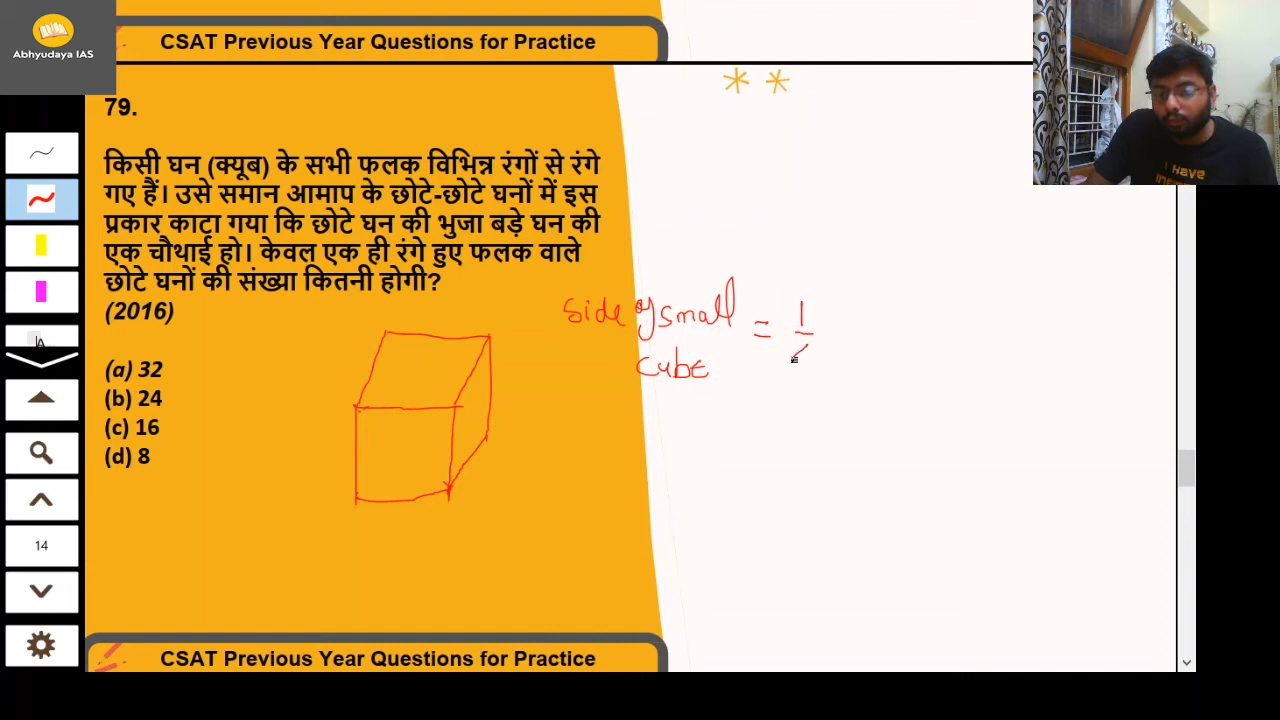 Abhyudaya IAS
CSAT Previous Year Questions for Practice
79.
किसी घन (क्यूब) के सभी फलक विभिन्न रंगों से रंगे
गए हैं। उसे समान आमाप के छोटे-छोटे घनों में इस
प्रकार काटा गया कि छोटे घन की भुजा बड़े घन की
एक चौथाई हो। केवल एक ही रंगे हुए फलक वाले
छोटे घनों की संख्या कितनी होगी?
(2016)
(a) 32
(b) 24
(c) 16
(d) 8
side of small
cube
= 1
A
14
CSAT Previous Year Questions for Practice
I HAVE